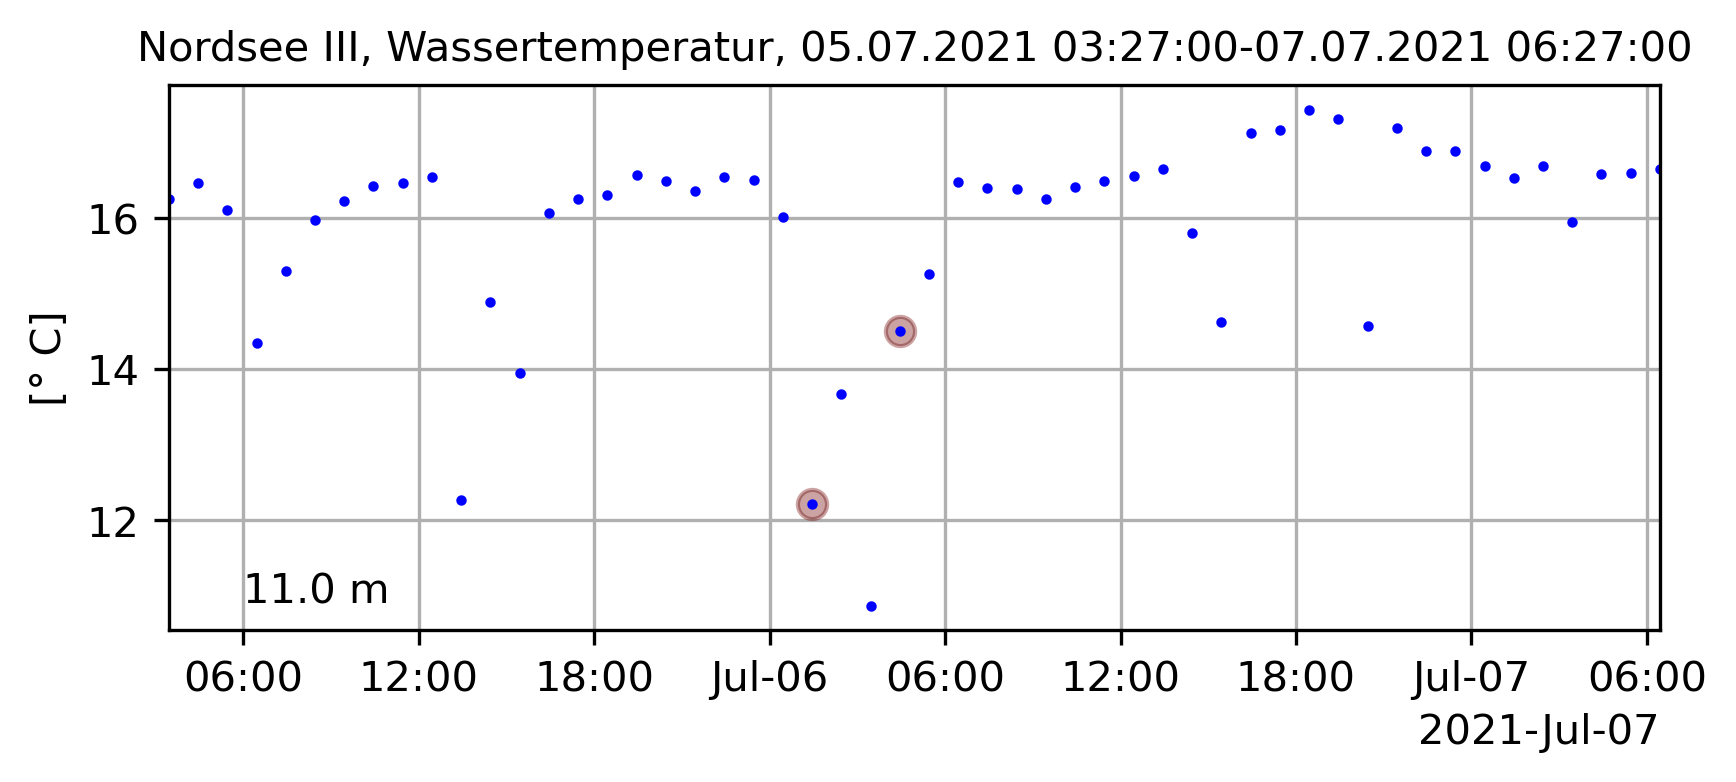 Nordsee III, Wassertemperatur, 05.07.2021 03:27:00-07.07.2021 06:27:00
[° C]
16
14
12
11.0 m
06:00 12:00 18:00 Jul-06 06:00 12:00 18:00 Jul-07 06:00
2021-Jul-07